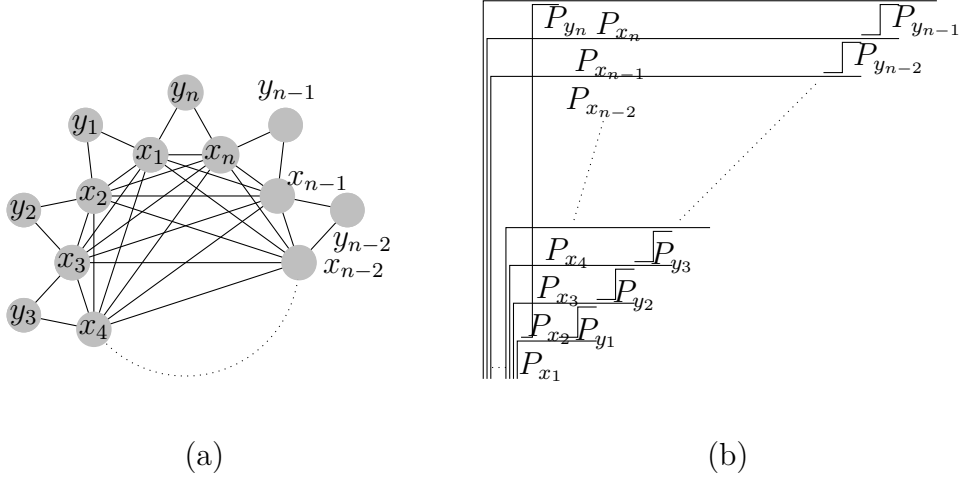 y_n
y_{n−1}
y_1
x_1
x_n
x_2
x_{n−1}
y_2
y_{n−2}
x_3
x_{n−2}
y_3
x_4
(a)
P_{y_n}
P_{x_n}
P_{y_{n−1}}
P_{x_{n−1}}
P_{y_{n−2}}
P_{x_{n−2}}
P_{x_4}
P_{y_3}
P_{x_3}
P_{y_2}
P_{x_2}
P_{y_1}
P_{x_1}
(b)